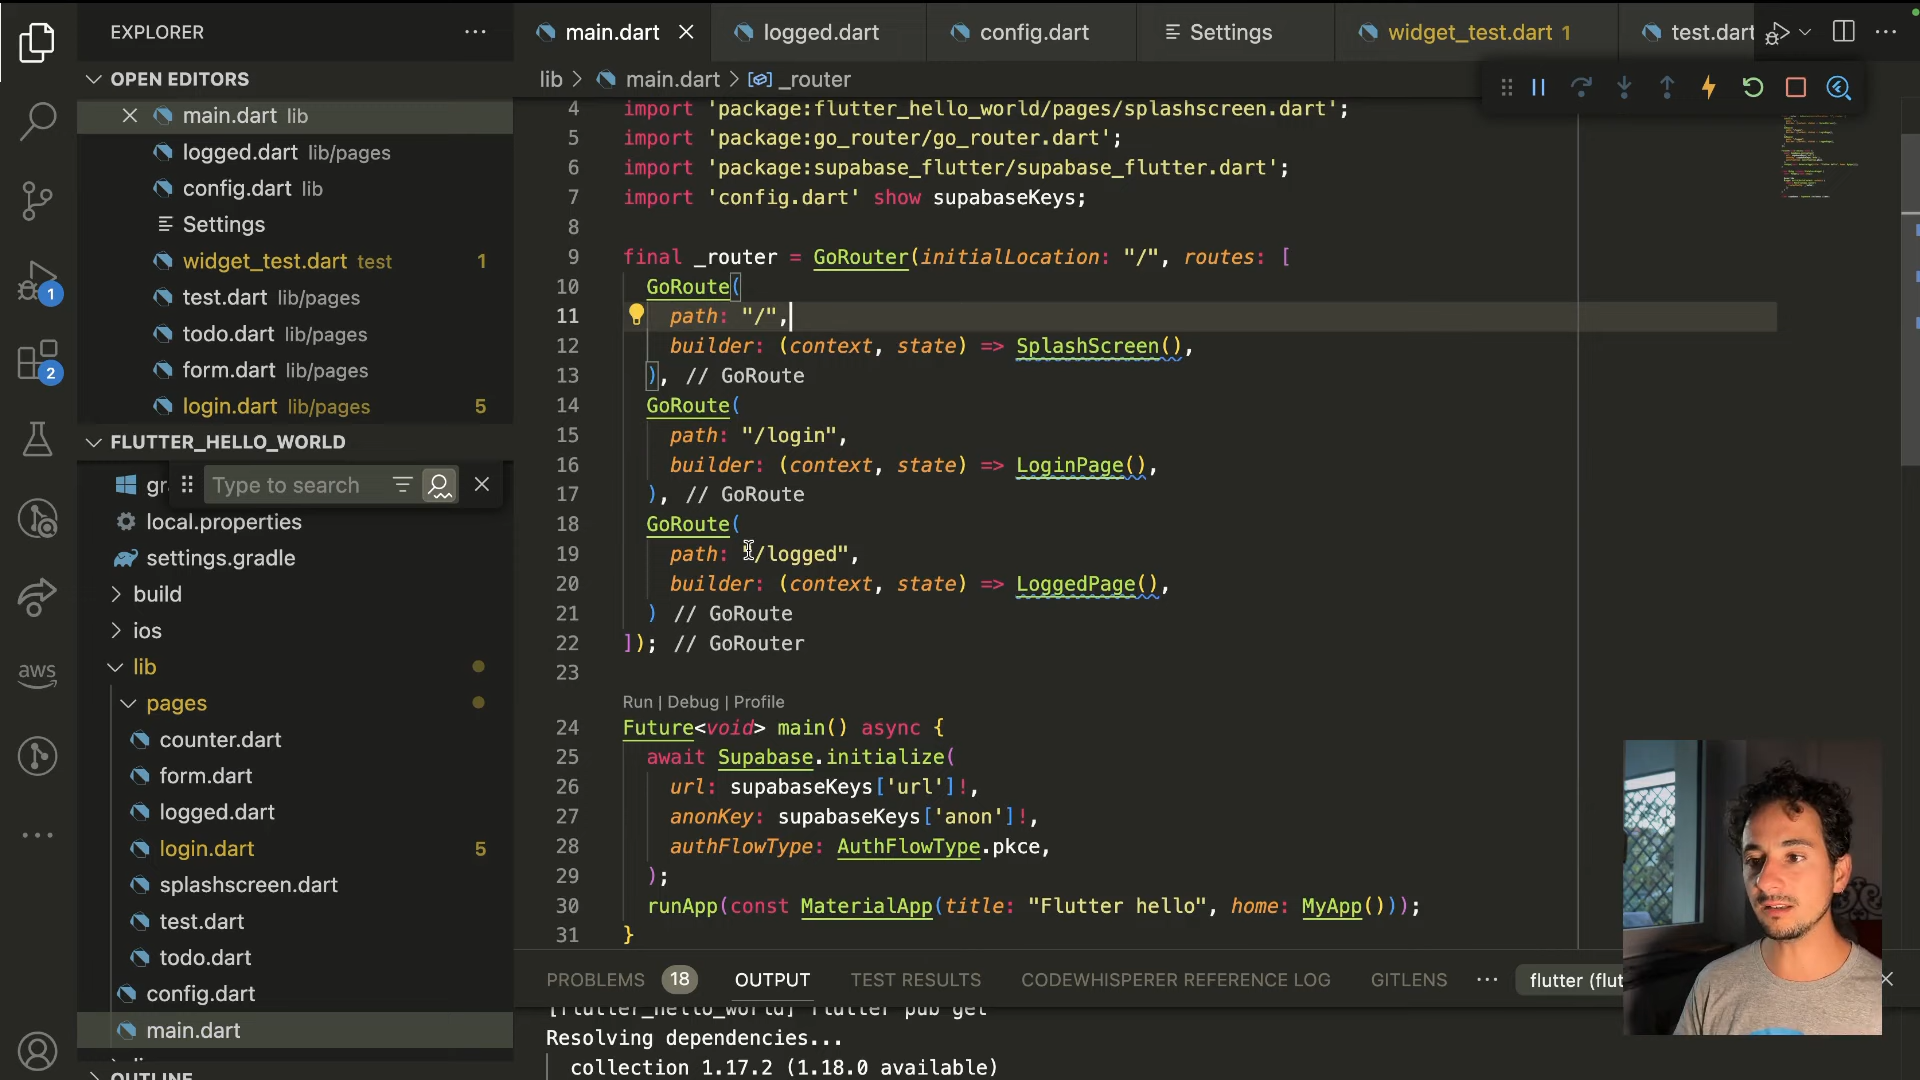 EXPLORER
OPEN EDITORS
main.dart lib
logged.dart lib/pages
config.dart lib
Settings
widget_test.dart test 1
test.dart lib/pages
todo.dart lib/pages
form.dart lib/pages
login.dart lib/pages 5
FLUTTER_HELLO_WORLD
gr
Type to search
local.properties
settings.gradle
build
ios
lib
pages
counter.dart
form.dart
logged.dart
login.dart 5
splashscreen.dart
test.dart
todo.dart
config.dart
main.dart
OUTLINE
1
2
aws
main.dart
logged.dart
config.dart
Settings
widget_test.dart 1
test.dart
lib > main.dart > _router
4 import 'package:flutter_hello_world/pages/splashscreen.dart';
5 import 'package:go_router/go_router.dart';
6 import 'package:supabase_flutter/supabase_flutter.dart';
7 import 'config.dart' show supabaseKeys;
8
9 final _router = GoRouter(initialLocation: "/", routes: [
10 GoRoute(
11 path: "/",
12 builder: (context, state) => SplashScreen(),
13 ), // GoRoute
14 GoRoute(
15 path: "/login",
16 builder: (context, state) => LoginPage(),
17 ), // GoRoute
18 GoRoute(
19 path: "/logged",
20 builder: (context, state) => LoggedPage(),
21 ) // GoRoute
22 ]); // GoRouter
23
Run | Debug | Profile
24 Future<void> main() async {
25 await Supabase.initialize(
26 url: supabaseKeys['url']!,
27 anonKey: supabaseKeys['anon']!,
28 authFlowType: AuthFlowType.pkce,
29 );
30 runApp(const MaterialApp(title: "Flutter hello", home: MyApp()));
31 }
PROBLEMS 18 OUTPUT TEST RESULTS CODEWHISPERER REFERENCE LOG GITLENS flutter (flut
[flutter_hello_world] flutter pub get
Resolving dependencies...
collection 1.17.2 (1.18.0 available)